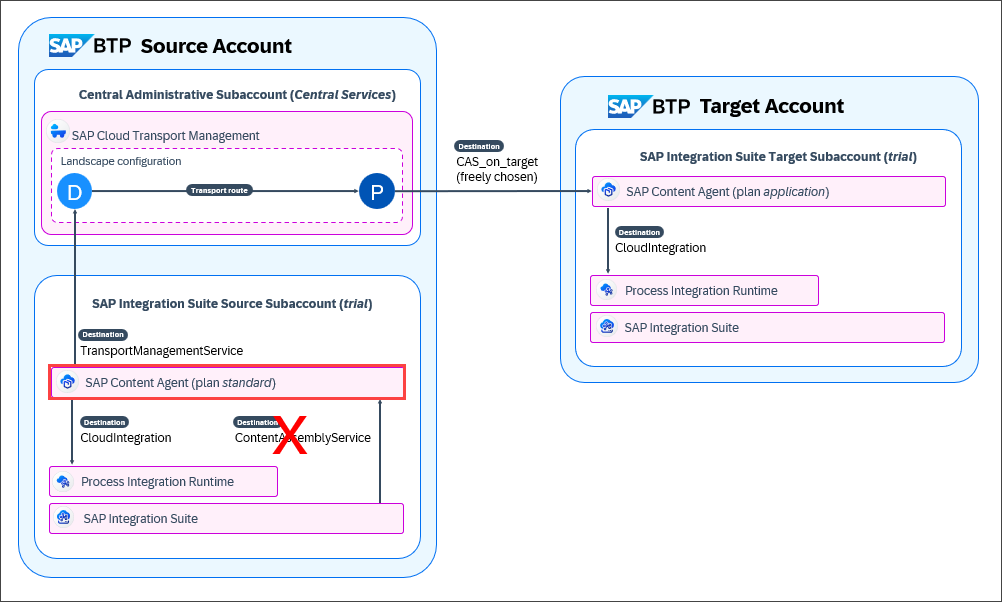 SAP BTP Source Account
Central Administrative Subaccount (Central Services)
SAP Cloud Transport Management
Landscape configuration
D
Transport route
P
SAP Integration Suite Source Subaccount (trial)
Destination
TransportManagementService
SAP Content Agent (plan standard)
Destination
CloudIntegration
Destination
ContentAssemblyService
X
Process Integration Runtime
SAP Integration Suite
Destination
CAS_on_target
(freely chosen)
SAP BTP Target Account
SAP Integration Suite Target Subaccount (trial)
SAP Content Agent (plan application)
Destination
CloudIntegration
Process Integration Runtime
SAP Integration Suite